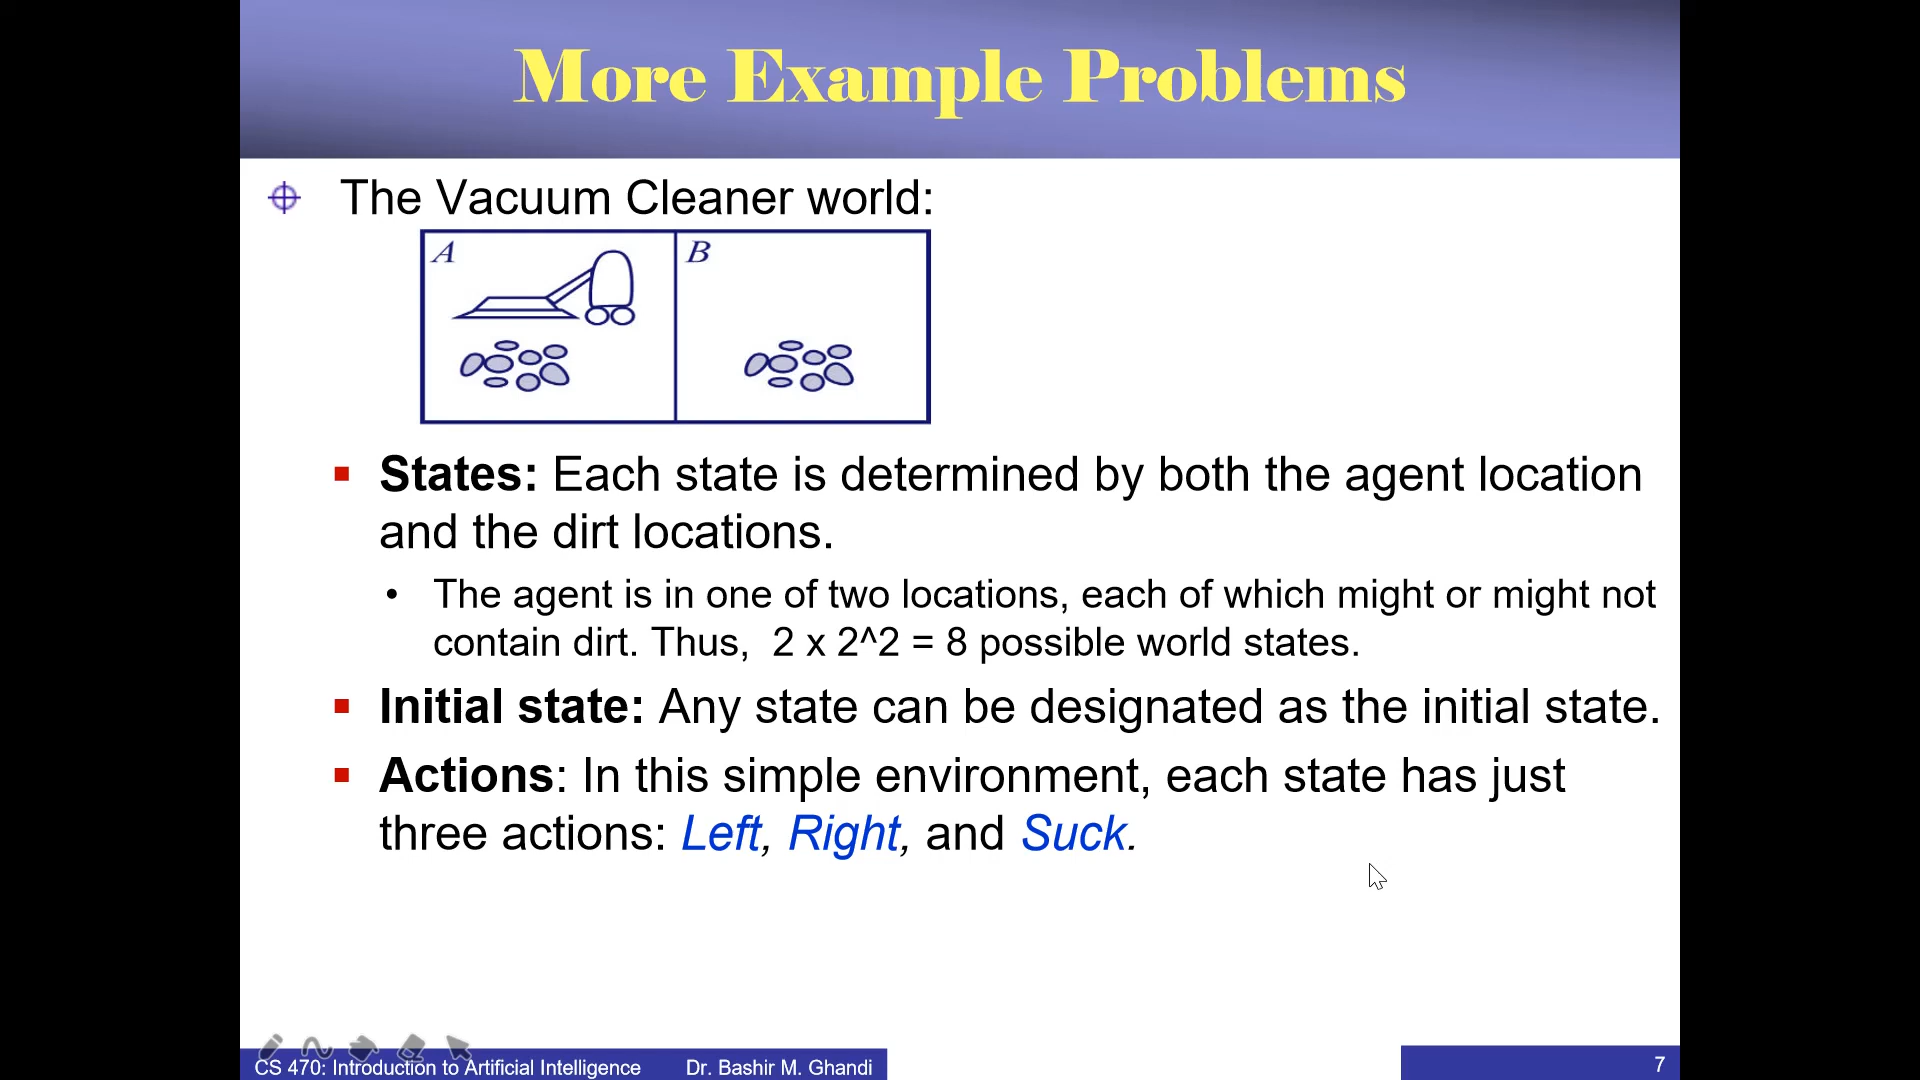 More Example Problems
The Vacuum Cleaner world:
A
B
States: Each state is determined by both the agent location
and the dirt locations.
• The agent is in one of two locations, each of which might or might not
contain dirt. Thus,  2 x 2^2 = 8 possible world states.
Initial state: Any state can be designated as the initial state.
Actions: In this simple environment, each state has just
three actions: Left, Right, and Suck.
CS 470: Introduction to Artificial Intelligence
Dr. Bashir M. Ghandi
7